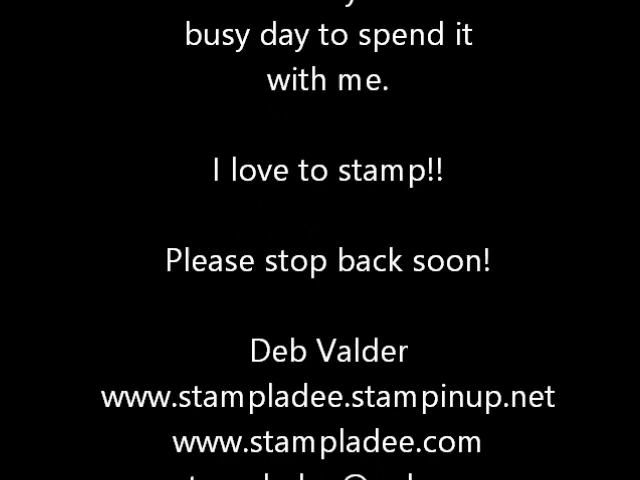 busy day to spend it
with me.
I love to stamp!!
Please stop back soon!
Deb Valder
www.stampladee.stampinup.net
www.stampladee.com